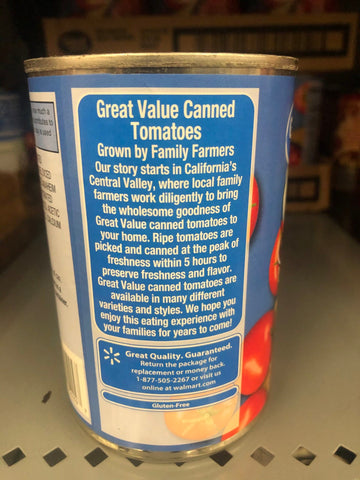 Great Value Canned
Tomatoes
Grown by Family Farmers
Our story starts in California's
Central Valley, where local family
farmers work diligently to bring
the wholesome goodness of
Great Value canned tomatoes to
your home. Ripe tomatoes are
picked and canned at the peak of
freshness within 5 hours to
preserve freshness and flavor.
Great Value canned tomatoes are
available in many different
varieties and styles. We hope you
enjoy this eating experience with
your families for years to come!
Great Quality. Guaranteed.
Return the package for
replacement or money back.
1-877-505-2267 or visit us
online at walmart.com
Gluten-Free